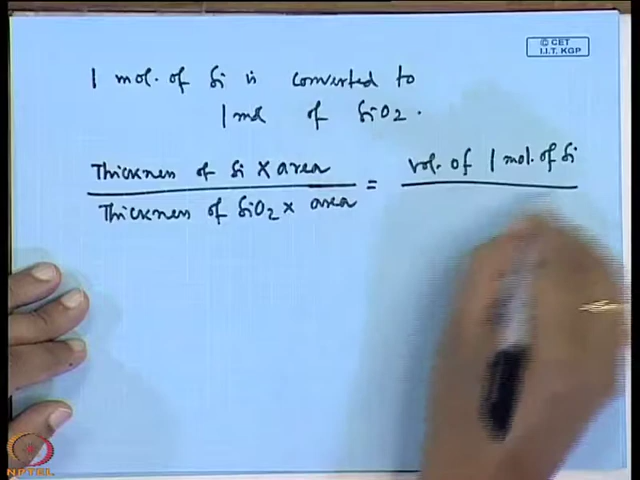 © CET
I.I.T. KGP
1 mol. of Si is converted to
1 mol of SiO2.
Thickness of Si x area
= vol. of 1 mol. of Si
Thickness of SiO2 x area